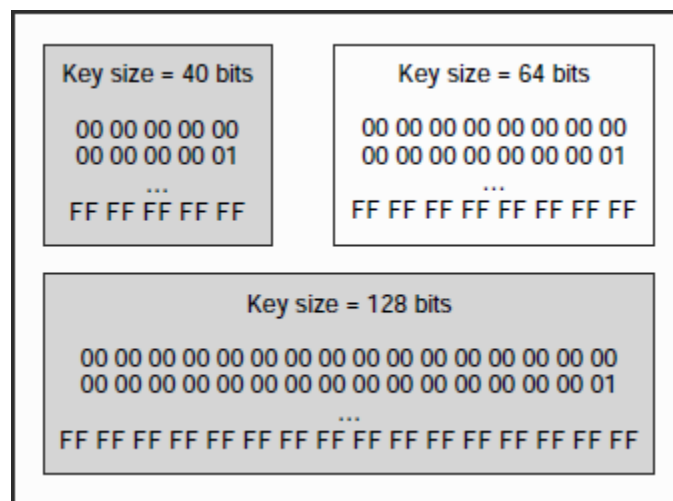 Key size = 40 bits
00 00 00 00 00
00 00 00 00 01
...
FF FF FF FF FF
Key size = 64 bits
00 00 00 00 00 00 00 00
00 00 00 00 00 00 00 01
...
FF FF FF FF FF FF FF FF
Key size = 128 bits
00 00 00 00 00 00 00 00 00 00 00 00 00 00 00 00
00 00 00 00 00 00 00 00 00 00 00 00 00 00 00 01
...
FF FF FF FF FF FF FF FF FF FF FF FF FF FF FF FF